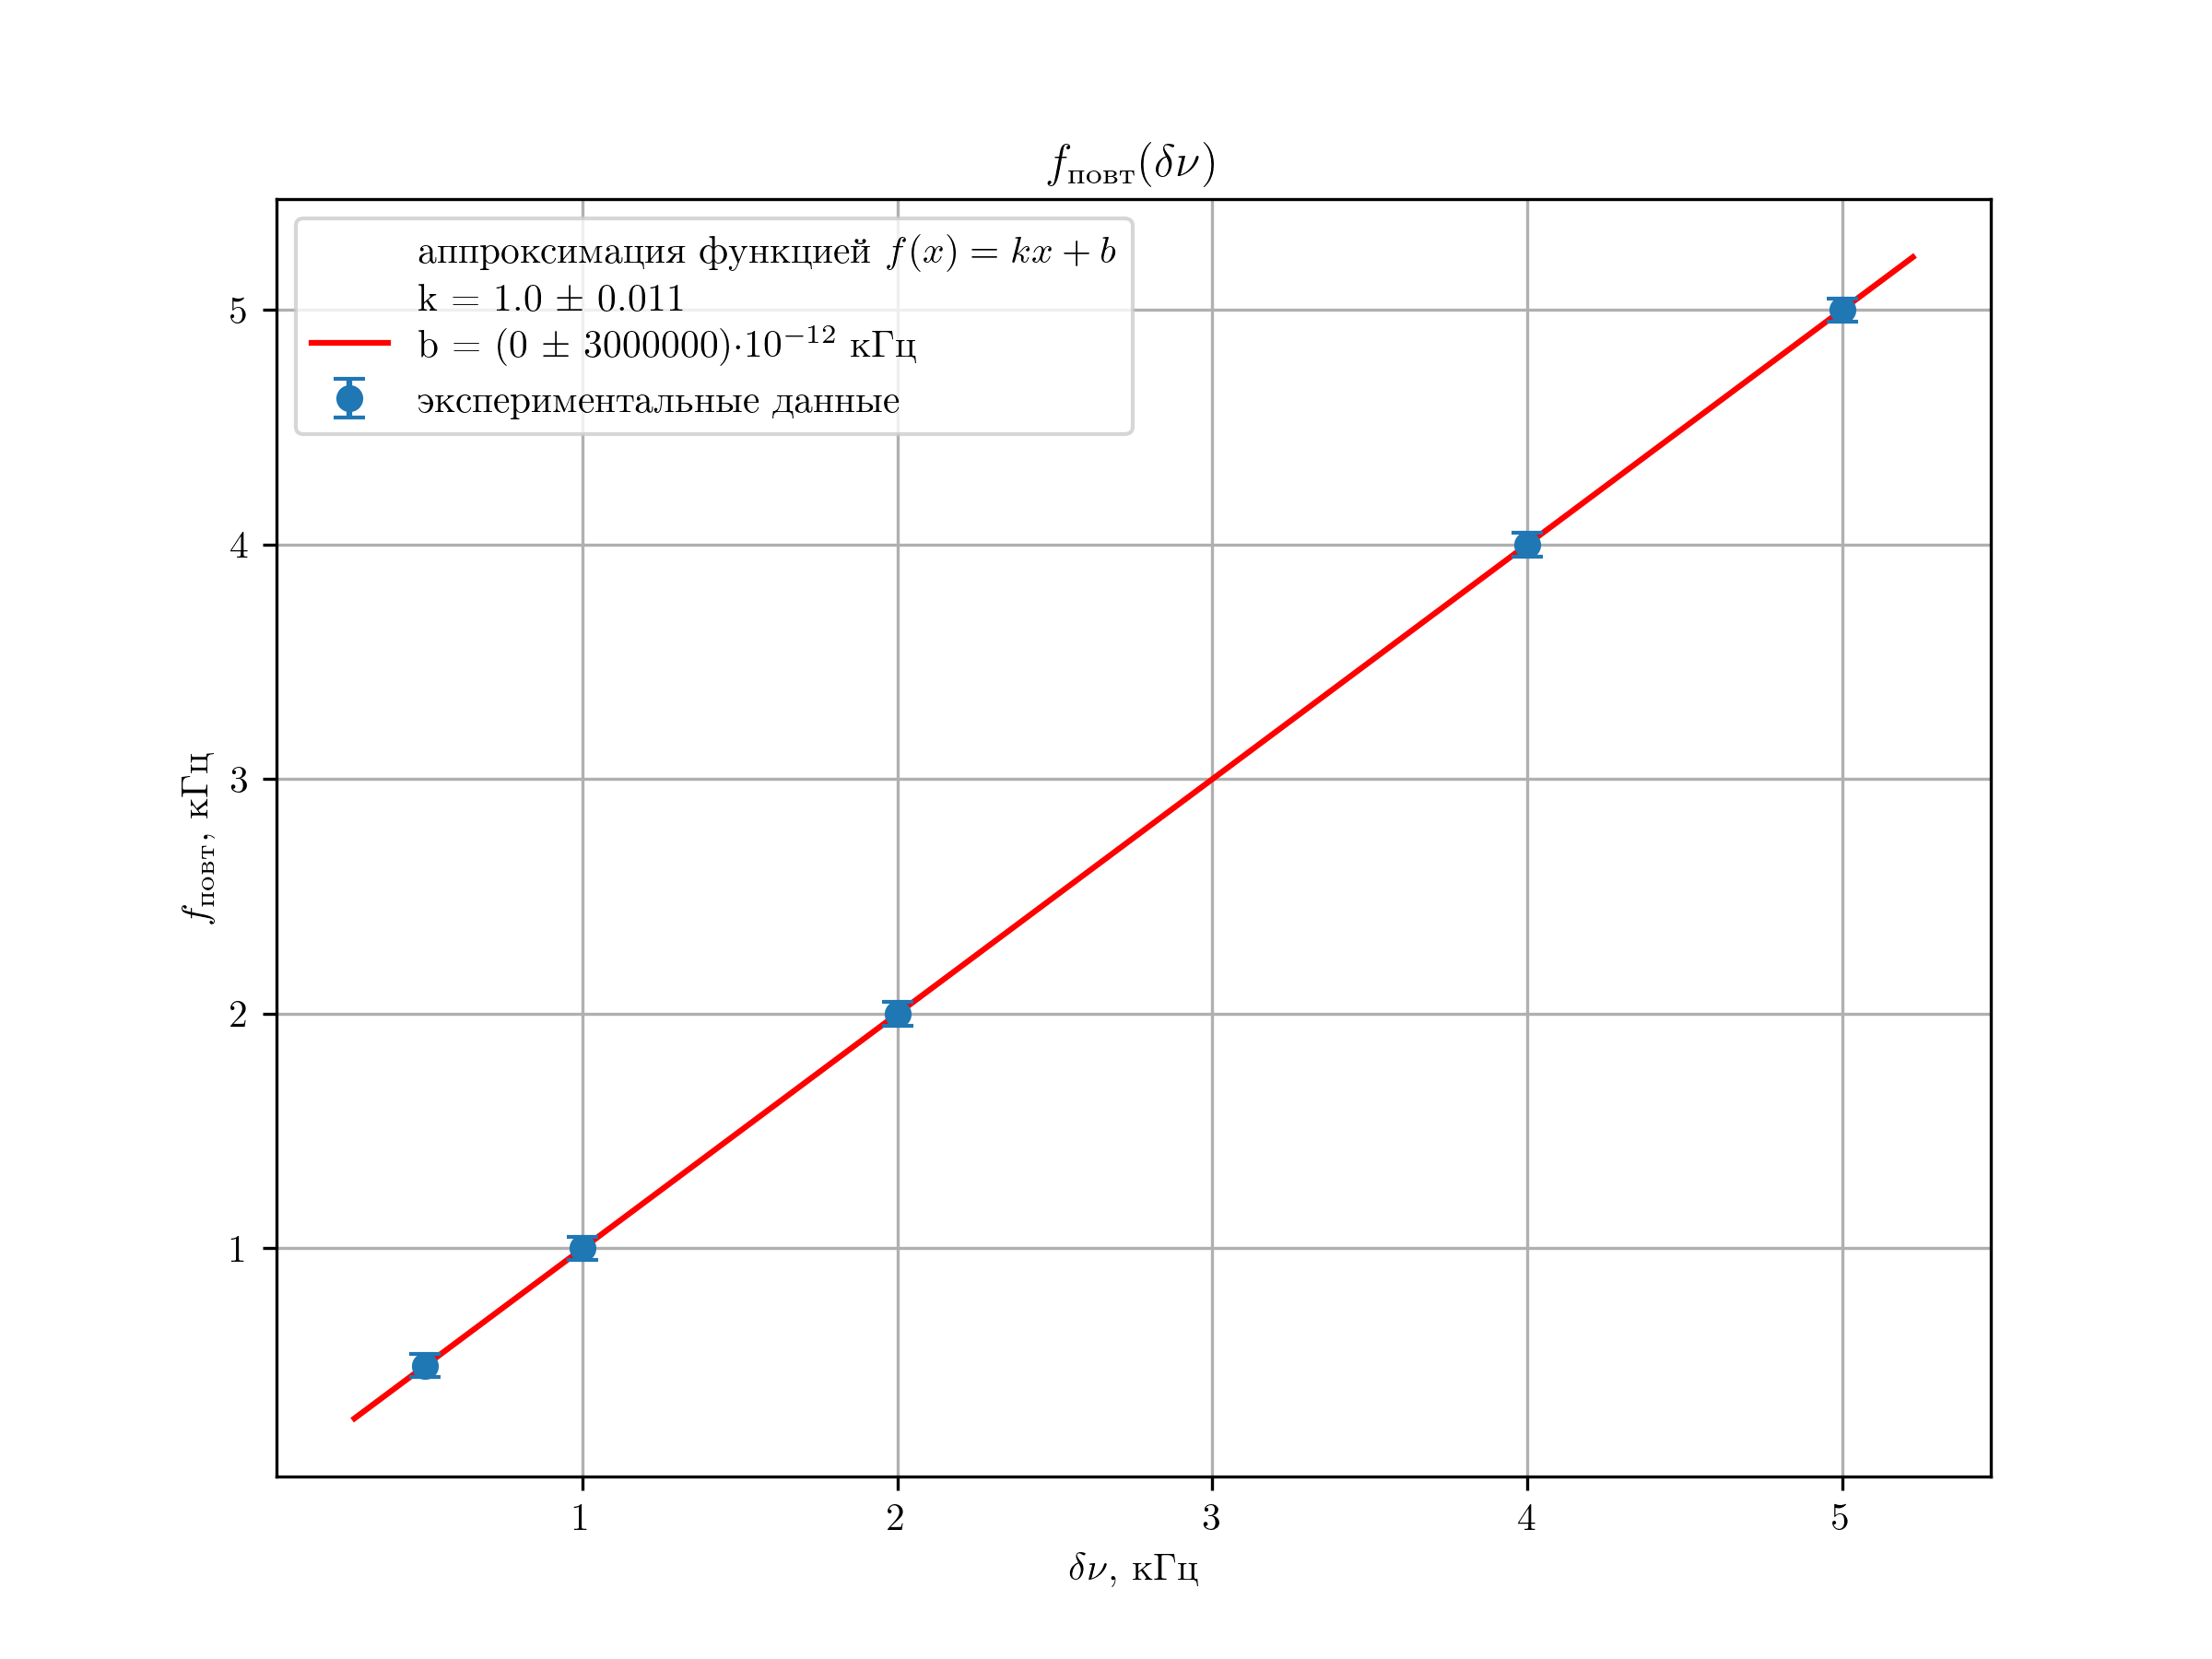 f_повт(δν)
аппроксимация функцией f(x) = kx + b
k = 1.0 ± 0.011
b = (0 ± 3000000)·10⁻¹² кГц
экспериментальные данные
5
4
3
2
1
f_повт, кГц
1 2 3 4 5
δν, кГц